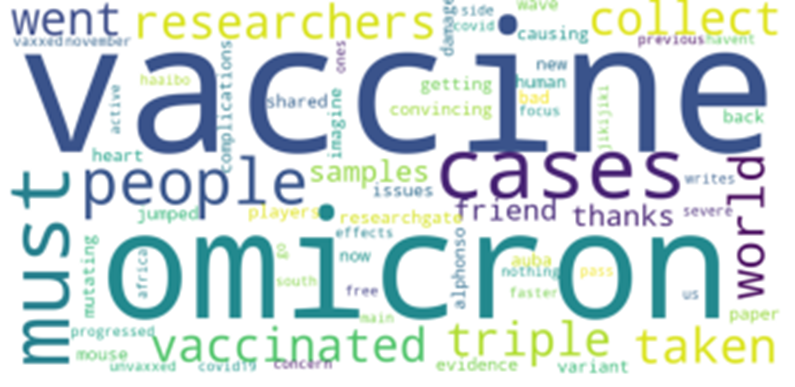 went researchers damage side covid wave collect
vaxxed november causing previous havent
vaccine
haaibo active complications shared ones imagine getting convincing new human bad focus jikijiki back
heart people samples issues cases writes world
must jumped players researchgate friend thanks severe
omicron
mutating africa go south effects now free main alphonso auba nothing pass faster us
progressed vaccinated triple taken paper
mouse unvaxxed covid19 concern evidence variant